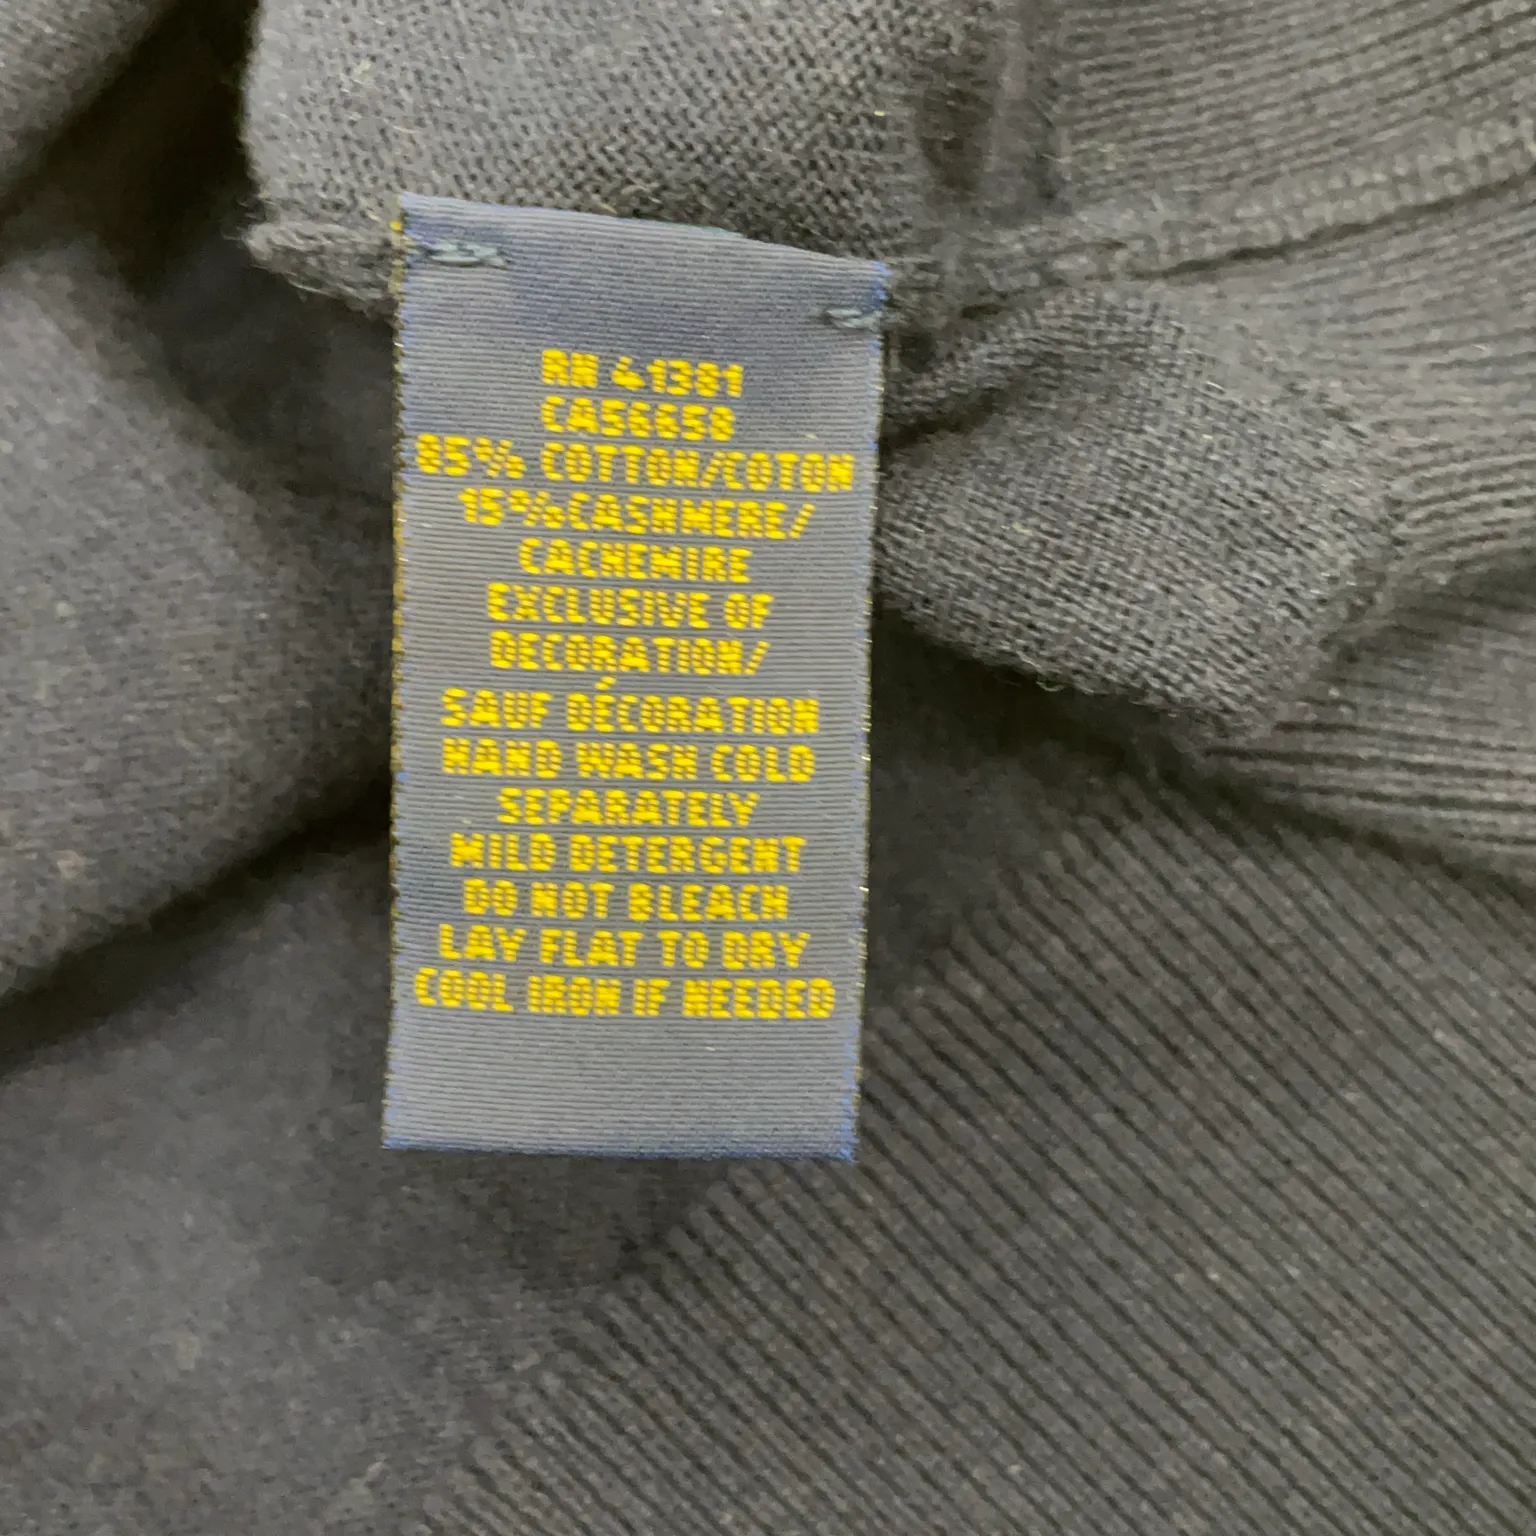 RN 41381
CA56658
85% COTTON/COTON
15%CASHMERE/
CACHEMIRE
EXCLUSIVE OF
DECORATION/
SAUF DÉCORATION
HAND WASH COLD
SEPARATELY
MILD DETERGENT
DO NOT BLEACH
LAY FLAT TO DRY
COOL IRON IF NEEDED